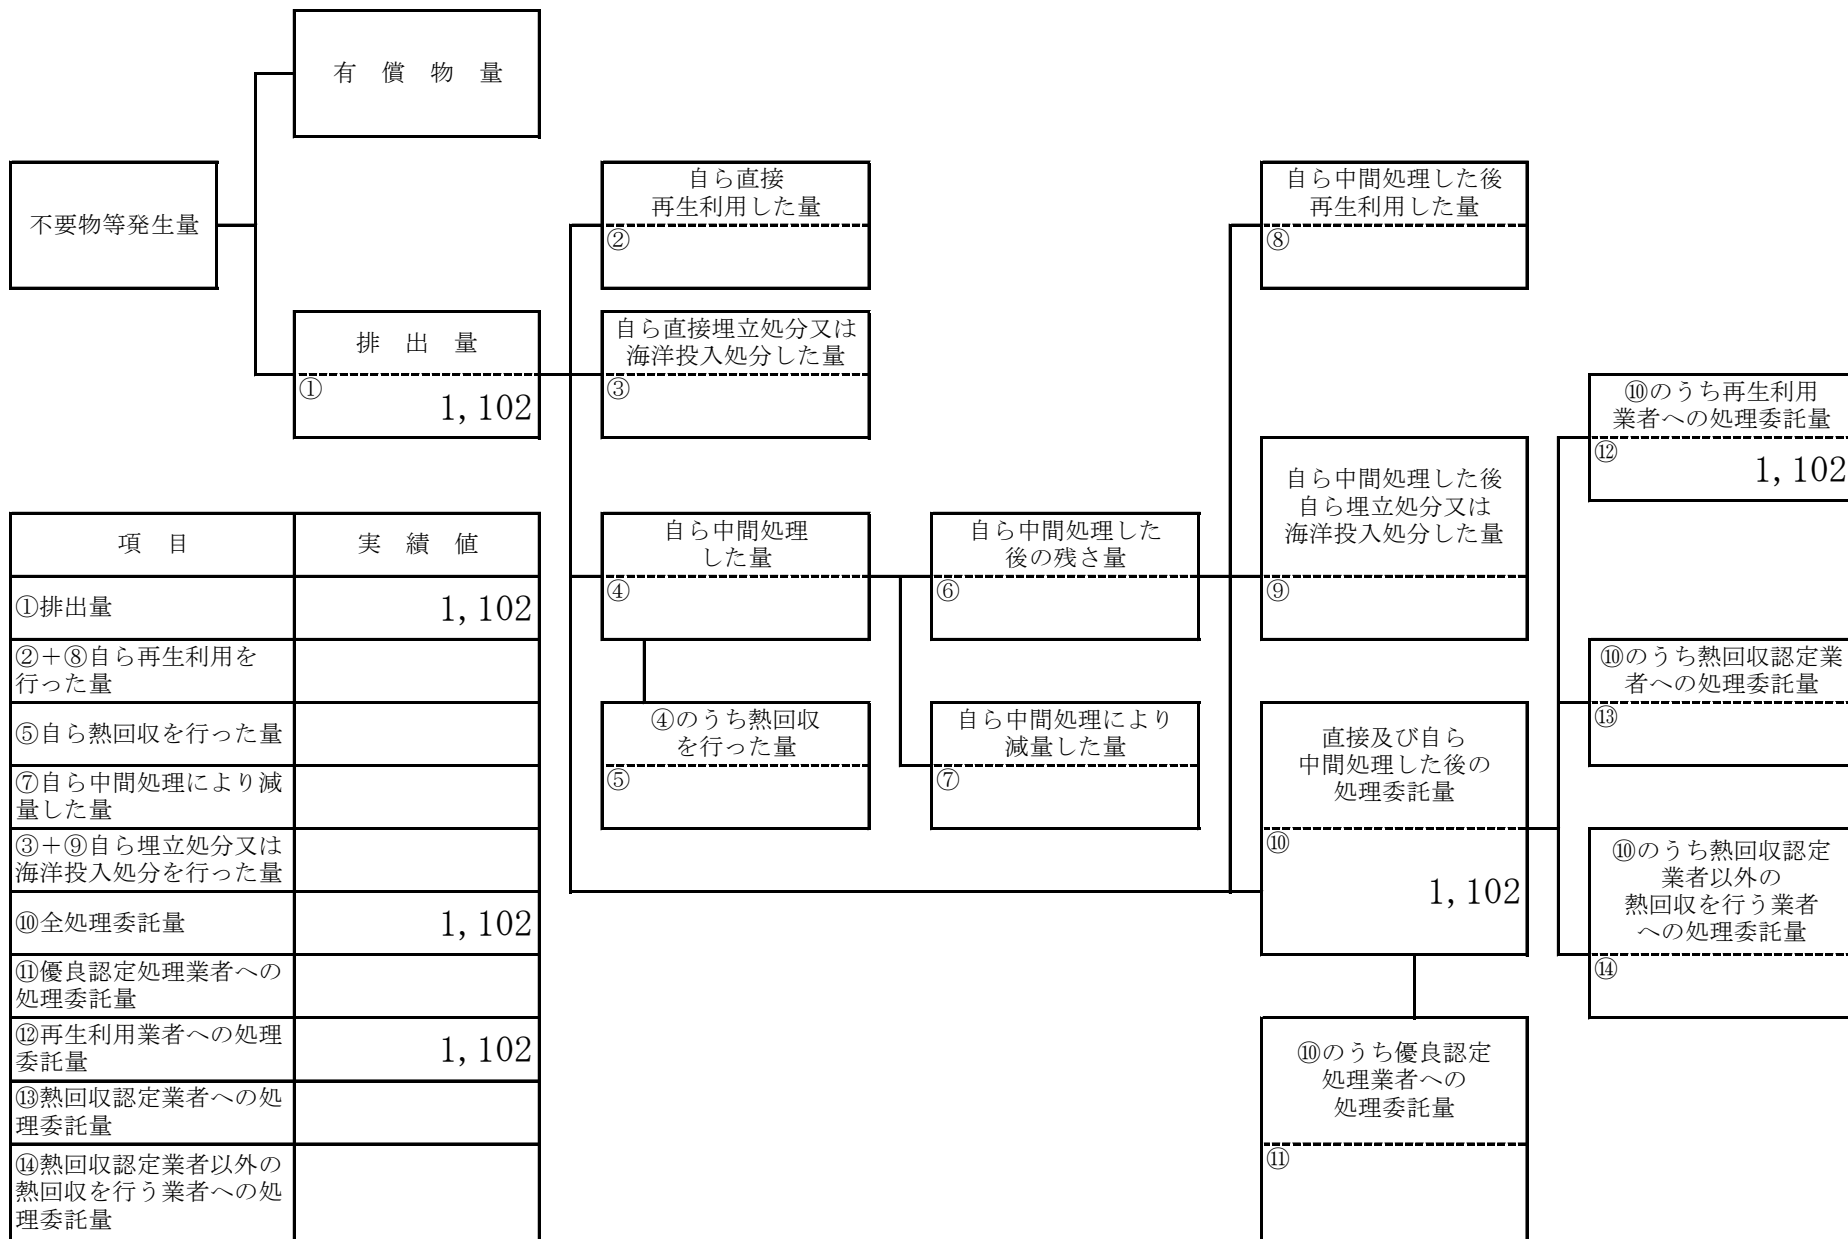 有 償 物 量
不要物等発生量
排 出 量
①
1,102
自ら直接
再生利用した量
②
自ら直接埋立処分又は
海洋投入処分した量
③
自ら中間処理
した量
④
④のうち熱回収
を行った量
⑤
自ら中間処理した
後の残さ量
⑥
自ら中間処理により
減量した量
⑦
自ら中間処理した後
再生利用した量
⑧
自ら中間処理した後
自ら埋立処分又は
海洋投入処分した量
⑨
直接及び自ら
中間処理した後の
処理委託量
⑩
1,102
⑩のうち優良認定
処理業者への
処理委託量
⑪
⑩のうち再生利用
業者への処理委託量
⑫
1,102
⑩のうち熱回収認定業
者への処理委託量
⑬
⑩のうち熱回収認定
業者以外の
熱回収を行う業者
への処理委託量
⑭
項 目 実 績 値
①排出量 1,102
②+⑧自ら再生利用を
行った量
⑤自ら熱回収を行った量
⑦自ら中間処理により減
量した量
③+⑨自ら埋立処分又は
海洋投入処分を行った量
⑩全処理委託量 1,102
⑪優良認定処理業者への
処理委託量
⑫再生利用業者への処理
委託量 1,102
⑬熱回収認定業者への処
理委託量
⑭熱回収認定業者以外の
熱回収を行う業者への処
理委託量